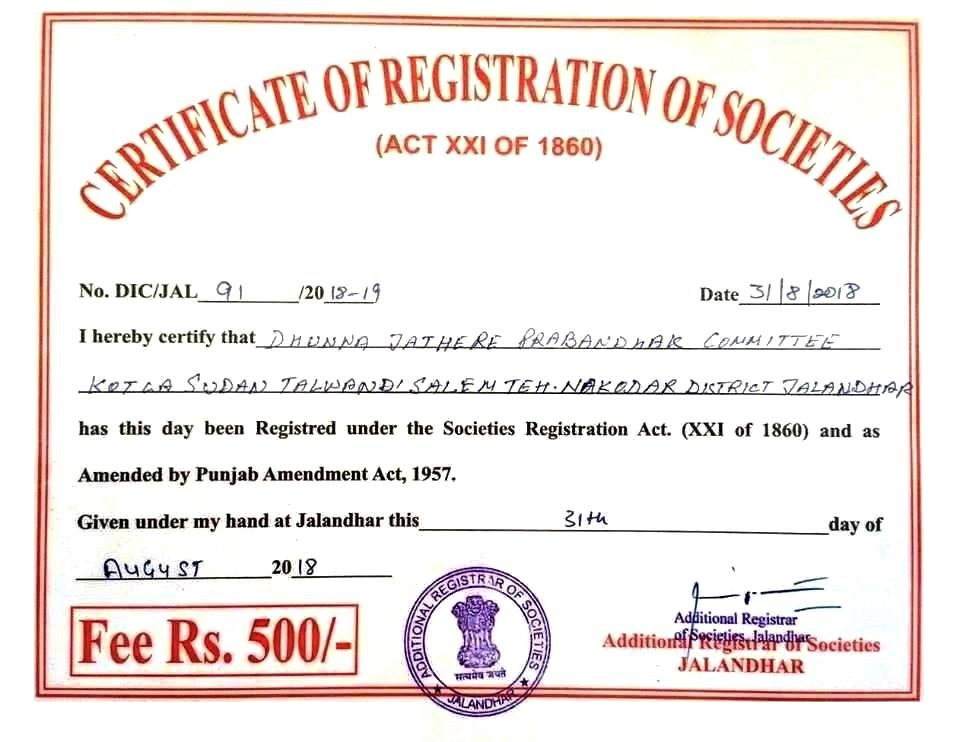 CERTIFICATE OF REGISTRATION OF SOCIETIES
(ACT XXI OF 1860)
No. DIC/JAL 91 /2018-19 Date 31/8/2018
I hereby certify that DHUNNA JATHERE PRABANDHAK COMMITTEE
KOTLA SUDAN TALWANDI SALEM TEH. NAKODAR DISTRICT JALANDHAR
has this day been Registred under the Societies Registration Act. (XXI of 1860) and as
Amended by Punjab Amendment Act, 1957.
Given under my hand at Jalandhar this 31th day of
AUGUST 2018
Fee Rs. 500/-
ADDITIONAL REGISTRAR OF SOCIETIES
सत्यमेव जयते
JALANDHAR
Additional Registrar
of Societies, Jalandhar
Additional Registrar of Societies
JALANDHAR